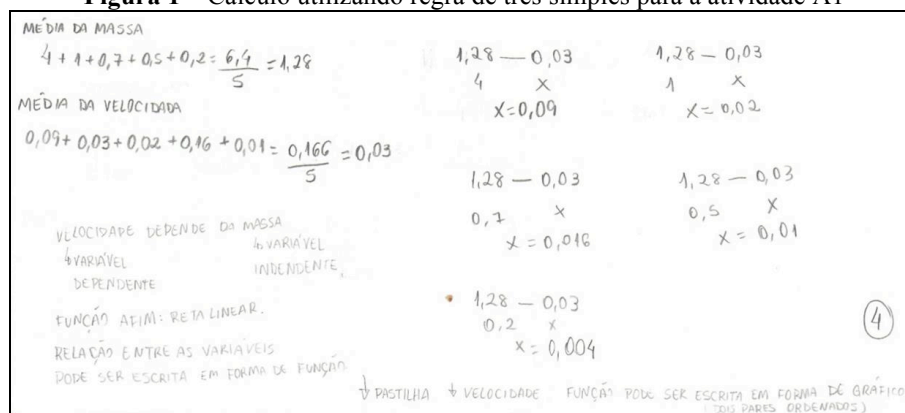 Figura 1 – Cálculo utilizando regra de três simples para a atividade A1
MÉDIA DA MASSA
4 + 1 + 0,7 + 0,5 + 0,2 = 6,4 / 5 = 1,28
MÉDIA DA VELOCIDADA
0,09 + 0,03 + 0,02 + 0,16 + 0,01 = 0,166 / 5 = 0,03
VELOCIDADE DEPENDE DA MASSA
↳ VARIÁVEL DEPENDENTE
↳ VARIÁVEL INDENDENTE,
FUNÇÃO AFIM: RETA LINEAR.
RELAÇÃO ENTRE AS VARIAVEIS
PODE SER ESCRITA EM FORMA DE FUNÇÃO
1,28 — 0,03
4 x
x = 0,09
1,28 — 0,03
1 x
x = 0,02
1,28 — 0,03
0,7 x
x = 0,016
1,28 — 0,03
0,5 x
x = 0,01
1,28 — 0,03
0,2 x
x = 0,004
4
↓ PASTILHA ↓ VELOCIDADE FUNÇÃO PODE SER ESCRITA EM FORMA DE GRÁFICO
(DOIS PARES ORDENADOS)